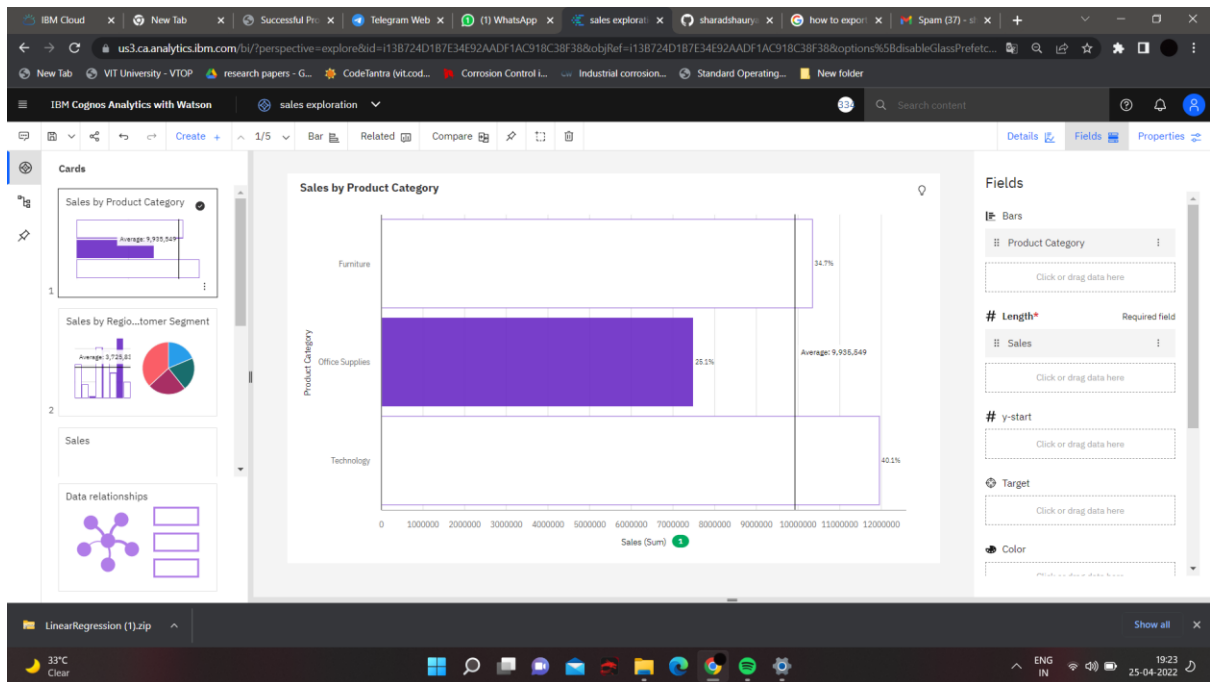 IBM Cloud
New Tab
Successful Pro
Telegram Web
(1) WhatsApp
sales explorati
sharadshaurya
how to export
Spam (37) - sh
us3.ca.analytics.ibm.com/bi/?perspective=explore&id=i13B724D1B7E34E92AADF1AC918C38F38&objRef=i13B724D1B7E34E92AADF1AC918C38F38&options%5BdisableGlassPrefetc...
New Tab
VIT University - VTOP
research papers - G...
CodeTantra (vit.cod...
Corrosion Control i...
Industrial corrosion...
Standard Operating...
New folder
IBM Cognos Analytics with Watson
sales exploration
334
Search content
Create +
1/5
Bar
Related
Compare
Details
Fields
Properties
Cards
Sales by Product Category
Average: 9,935,549
1
Sales by Regio...tomer Segment
Average: 3,725,83
2
Sales
Data relationships
Sales by Product Category
Product Category
Furniture
34.7%
Office Supplies
25.1%
Average: 9,935,549
Technology
40.1%
0 1000000 2000000 3000000 4000000 5000000 6000000 7000000 8000000 9000000 10000000 11000000 12000000
Sales (Sum) 1
Fields
Bars
Product Category
Click or drag data here
# Length* Required field
Sales
Click or drag data here
# y-start
Click or drag data here
Target
Click or drag data here
Color
LinearRegression (1).zip
Show all
33°C
Clear
ENG
IN
19:23
25-04-2022